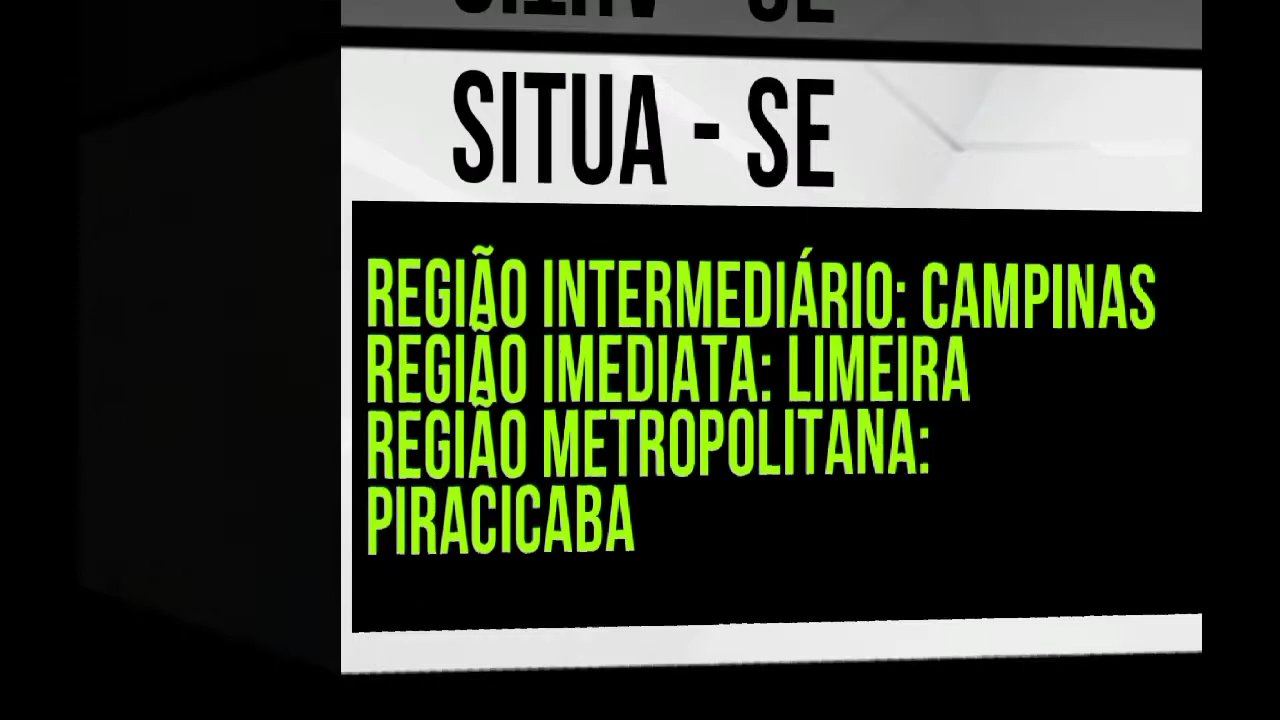 SITUA - SE
REGIÃO INTERMEDIÁRIO: CAMPINAS
REGIÃO IMEDIATA: LIMEIRA
REGIÃO METROPOLITANA:
PIRACICABA